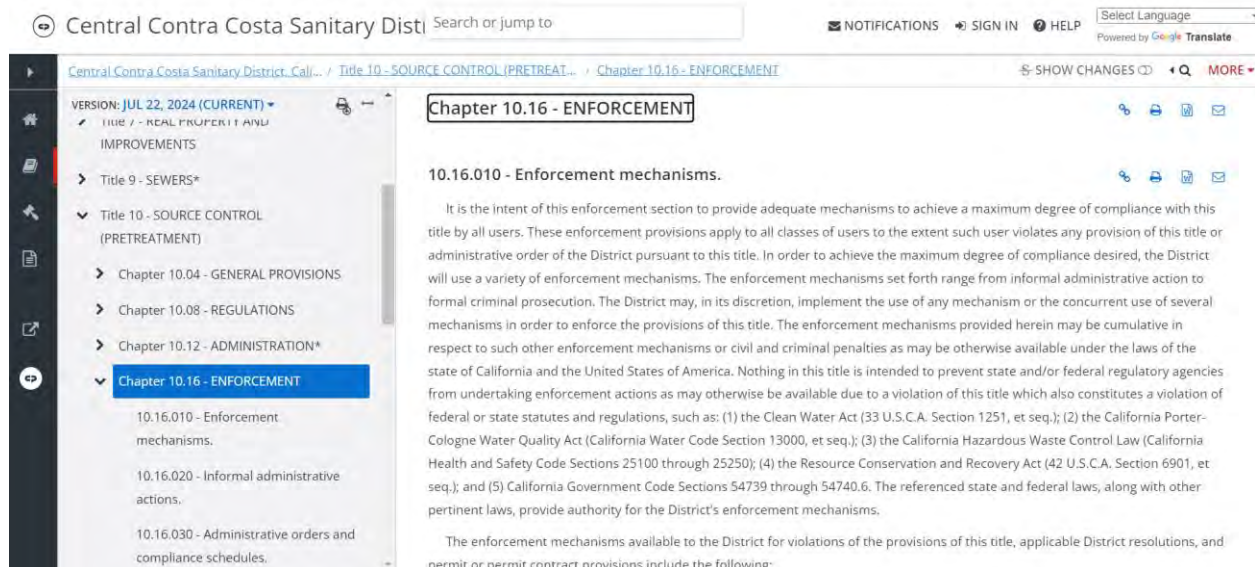 Central Contra Costa Sanitary Distr
Search or jump to
NOTIFICATIONS
SIGN IN
HELP
Select Language
Powered by Google Translate
Central Contra Costa Sanitary District, Cali... / Title 10 - SOURCE CONTROL (PRETREAT... / Chapter 10.16 - ENFORCEMENT
SHOW CHANGES
MORE
VERSION: JUL 22, 2024 (CURRENT)
Title 7 - REAL PROPERTY AND
IMPROVEMENTS
Title 9 - SEWERS*
Title 10 - SOURCE CONTROL
(PRETREATMENT)
Chapter 10.04 - GENERAL PROVISIONS
Chapter 10.08 - REGULATIONS
Chapter 10.12 - ADMINISTRATION*
Chapter 10.16 - ENFORCEMENT
10.16.010 - Enforcement
mechanisms.
10.16.020 - Informal administrative
actions.
10.16.030 - Administrative orders and
compliance schedules.
Chapter 10.16 - ENFORCEMENT
10.16.010 - Enforcement mechanisms.
It is the intent of this enforcement section to provide adequate mechanisms to achieve a maximum degree of compliance with this
title by all users. These enforcement provisions apply to all classes of users to the extent such user violates any provision of this title or
administrative order of the District pursuant to this title. In order to achieve the maximum degree of compliance desired, the District
will use a variety of enforcement mechanisms. The enforcement mechanisms set forth range from informal administrative action to
formal criminal prosecution. The District may, in its discretion, implement the use of any mechanism or the concurrent use of several
mechanisms in order to enforce the provisions of this title. The enforcement mechanisms provided herein may be cumulative in
respect to such other enforcement mechanisms or civil and criminal penalties as may be otherwise available under the laws of the
state of California and the United States of America. Nothing in this title is intended to prevent state and/or federal regulatory agencies
from undertaking enforcement actions as may otherwise be available due to a violation of this title which also constitutes a violation of
federal or state statutes and regulations, such as: (1) the Clean Water Act (33 U.S.C.A. Section 1251, et seq.); (2) the California Porter-
Cologne Water Quality Act (California Water Code Section 13000, et seq.); (3) the California Hazardous Waste Control Law (California
Health and Safety Code Sections 25100 through 25250); (4) the Resource Conservation and Recovery Act (42 U.S.C.A. Section 6901, et
seq.); and (5) California Government Code Sections 54739 through 54740.6. The referenced state and federal laws, along with other
pertinent laws, provide authority for the District's enforcement mechanisms.
The enforcement mechanisms available to the District for violations of the provisions of this title, applicable District resolutions, and
permit or permit contract provisions include the following: